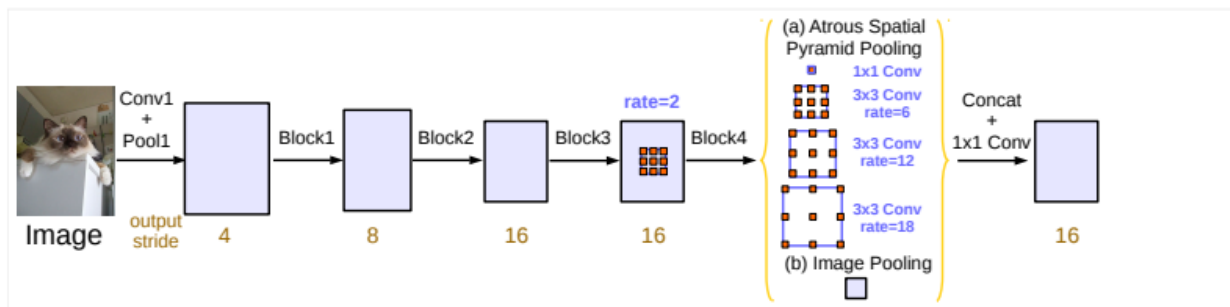 (a) Atrous Spatial
Pyramid Pooling
1x1 Conv
3x3 Conv
rate=6
3x3 Conv
rate=12
3x3 Conv
rate=18
(b) Image Pooling
Conv1
+
Pool1
Block1
Block2
Block3
rate=2
Block4
Concat
+
1x1 Conv
Image
output
stride
4
8
16
16
16